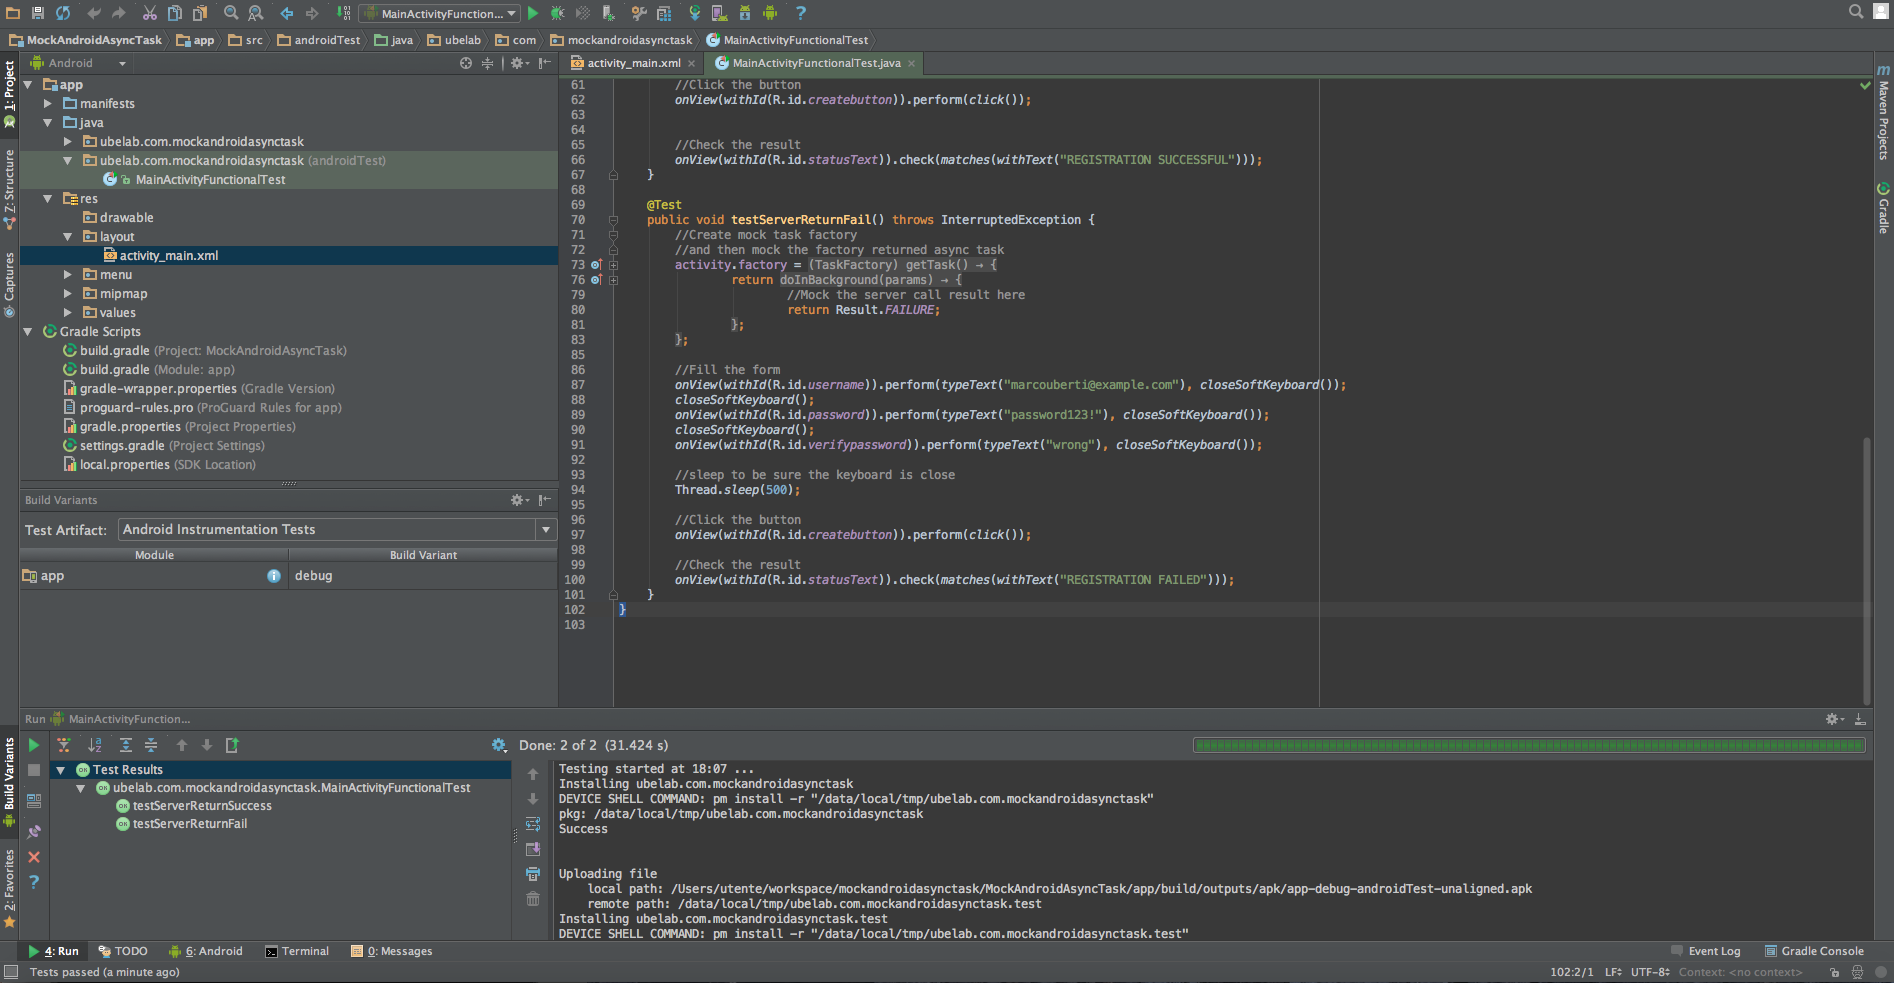 MainActivityFunction...
MockAndroidAsyncTask
app
src
androidTest
java
ubelab
com
mockandroidasynctask
MainActivityFunctionalTest
1: Project
Z: Structure
Captures
Build Variants
2: Favorites
Android
app
manifests
java
ubelab.com.mockandroidasynctask
ubelab.com.mockandroidasynctask (androidTest)
MainActivityFunctionalTest
res
drawable
layout
activity_main.xml
menu
mipmap
values
Gradle Scripts
build.gradle (Project: MockAndroidAsyncTask)
build.gradle (Module: app)
gradle-wrapper.properties (Gradle Version)
proguard-rules.pro (ProGuard Rules for app)
gradle.properties (Project Properties)
settings.gradle (Project Settings)
local.properties (SDK Location)
Build Variants
Test Artifact: Android Instrumentation Tests
Module Build Variant
app debug
activity_main.xml
MainActivityFunctionalTest.java
61 //Click the button
62 onView(withId(R.id.createbutton)).perform(click());
63
64
65 //Check the result
66 onView(withId(R.id.statusText)).check(matches(withText("REGISTRATION SUCCESSFUL")));
67 }
68
69 @Test
70 public void testServerReturnFail() throws InterruptedException {
71 //Create mock task factory
72 //and then mock the factory returned async task
73 activity.factory = (TaskFactory) getTask() → {
76 return doInBackground(params) → {
79 //Mock the server call result here
80 return Result.FAILURE;
81 };
83 };
85
86 //Fill the form
87 onView(withId(R.id.username)).perform(typeText("marcouberti@example.com"), closeSoftKeyboard());
88 closeSoftKeyboard();
89 onView(withId(R.id.password)).perform(typeText("password123!"), closeSoftKeyboard());
90 closeSoftKeyboard();
91 onView(withId(R.id.verifypassword)).perform(typeText("wrong"), closeSoftKeyboard());
92
93 //sleep to be sure the keyboard is close
94 Thread.sleep(500);
95
96 //Click the button
97 onView(withId(R.id.createbutton)).perform(click());
98
99 //Check the result
100 onView(withId(R.id.statusText)).check(matches(withText("REGISTRATION FAILED")));
101 }
102 }
103
m Maven Projects
Gradle
Run MainActivityFunction...
Done: 2 of 2 (31.424 s)
Test Results
ubelab.com.mockandroidasynctask.MainActivityFunctionalTest
testServerReturnSuccess
testServerReturnFail
Testing started at 18:07 ...
Installing ubelab.com.mockandroidasynctask
DEVICE SHELL COMMAND: pm install -r "/data/local/tmp/ubelab.com.mockandroidasynctask"
pkg: /data/local/tmp/ubelab.com.mockandroidasynctask
Success
Uploading file
local path: /Users/utente/workspace/mockandroidasynctask/MockAndroidAsyncTask/app/build/outputs/apk/app-debug-androidTest-unaligned.apk
remote path: /data/local/tmp/ubelab.com.mockandroidasynctask.test
Installing ubelab.com.mockandroidasynctask.test
DEVICE SHELL COMMAND: pm install -r "/data/local/tmp/ubelab.com.mockandroidasynctask.test"
4: Run
TODO
6: Android
Terminal
0: Messages
Event Log
Gradle Console
Tests passed (a minute ago)
102:2/1 LF UTF-8 Context: <no context>